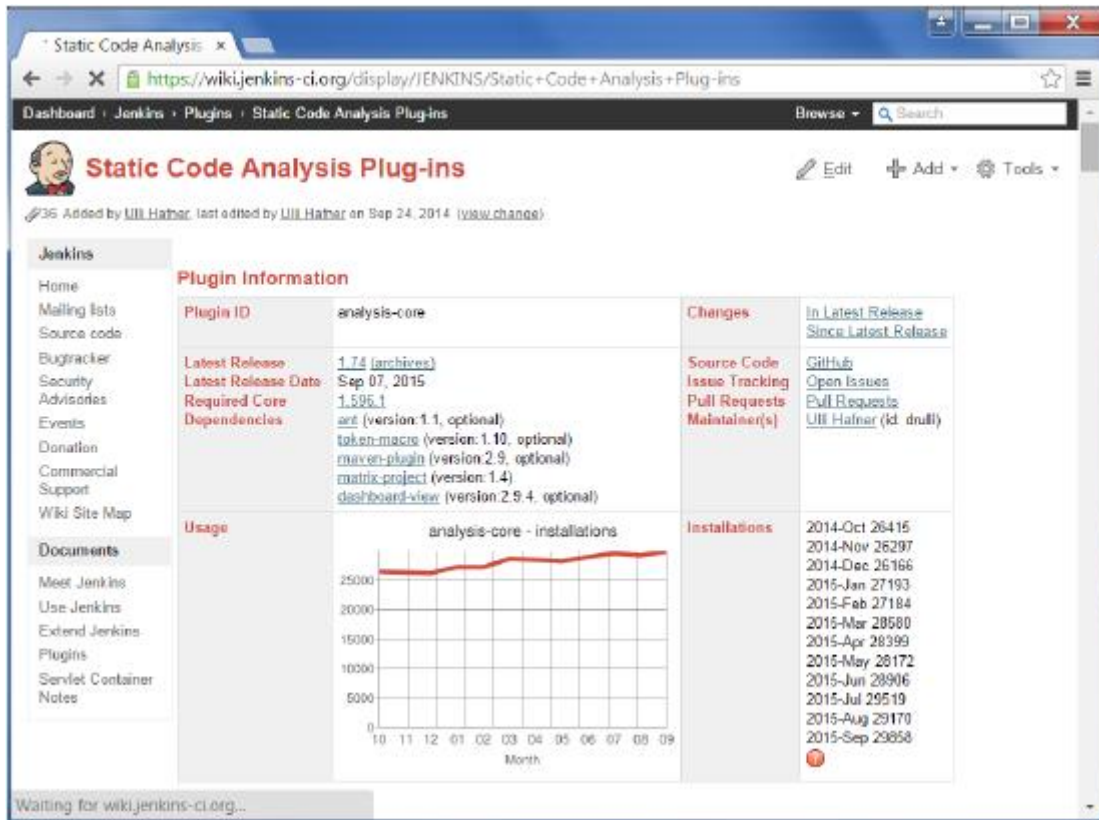 Static Code Analysis
https://wiki.jenkins-ci.org/display/JENKINS/Static+Code+Analysis+Plug-ins
Dashboard › Jenkins › Plugins › Static Code Analysis Plug-ins Browse Search
Static Code Analysis Plug-ins
Edit Add Tools
36 Added by Ulli Hafner, last edited by Ulli Hafner on Sep 24, 2014 (view change)
Jenkins
Home
Mailing lists
Source code
Bugtracker
Security
Advisories
Events
Donation
Commercial
Support
Wiki Site Map
Documents
Meet Jenkins
Use Jenkins
Extend Jenkins
Plugins
Servlet Container
Notes
Plugin Information
Plugin ID analysis-core
Changes In Latest Release
Since Latest Release
Latest Release 1.74 (archives)
Latest Release Date Sep 07, 2015
Required Core 1.596.1
Dependencies ant (version:1.1, optional)
token-macro (version:1.10, optional)
maven-plugin (version:2.9, optional)
matrix-project (version:1.4)
dashboard-view (version:2.9.4, optional)
Source Code GitHub
Issue Tracking Open Issues
Pull Requests Pull Requests
Maintainer(s) Ulli Hafner (id: drulli)
Usage
analysis-core - installations
25000
20000
15000
10000
5000
0
10 11 12 01 02 03 04 05 06 07 08 09
Month
Installations
2014-Oct 26415
2014-Nov 26297
2014-Dec 26166
2015-Jan 27193
2015-Feb 27184
2015-Mar 28580
2015-Apr 28399
2015-May 28172
2015-Jun 28906
2015-Jul 29519
2015-Aug 29170
2015-Sep 29858
Waiting for wiki.jenkins-ci.org...